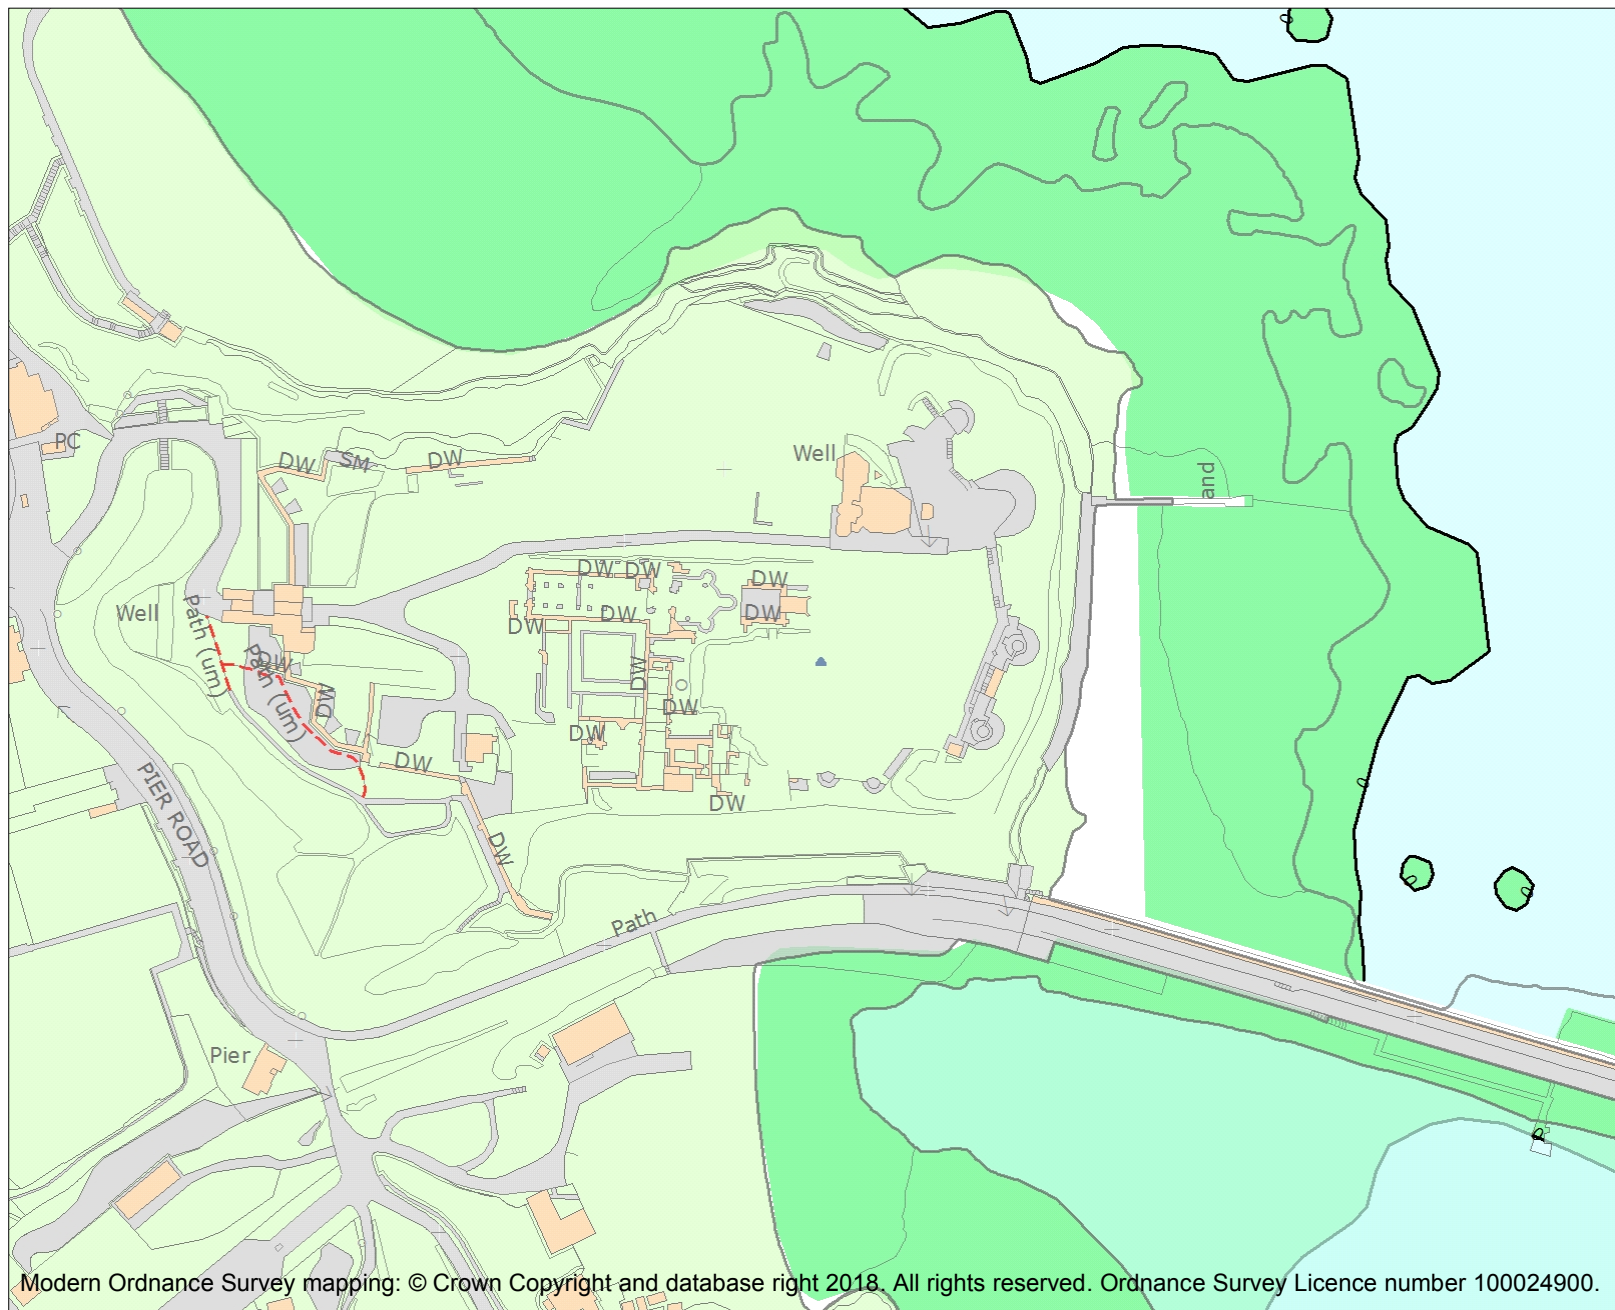 PC
DW
SM
DW
Well
and
DW
DW
DW
Well
Path (um)
DW
DW
DW
DW
Path (um)
DW
DW
DW
DW
DW
PIER ROAD
DW
DW
DW
Path
Pier
Modern Ordnance Survey mapping: © Crown Copyright and database right 2018. All rights reserved. Ordnance Survey Licence number 100024900.